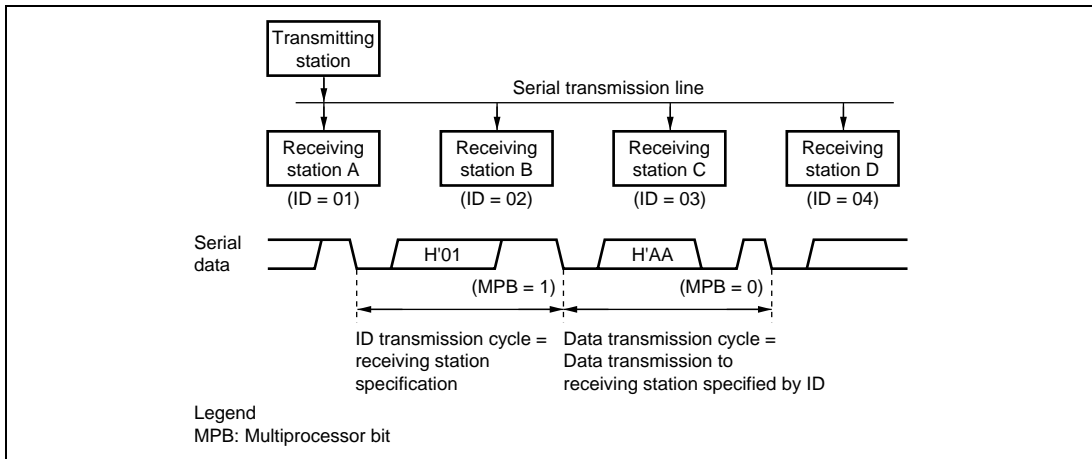 Transmitting
station
Serial transmission line
Receiving
station A
Receiving
station B
Receiving
station C
Receiving
station D
(ID = 01)
(ID = 02)
(ID = 03)
(ID = 04)
Serial
data
H'01
H'AA
(MPB = 1)
(MPB = 0)
ID transmission cycle =
receiving station
specification
Data transmission cycle =
Data transmission to
receiving station specified by ID
Legend
MPB: Multiprocessor bit